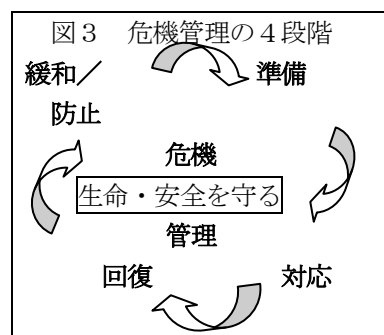 図３　危機管理の４段階
緩和／
防止
準備
危機
生命・安全を守る
管理
回復
対応